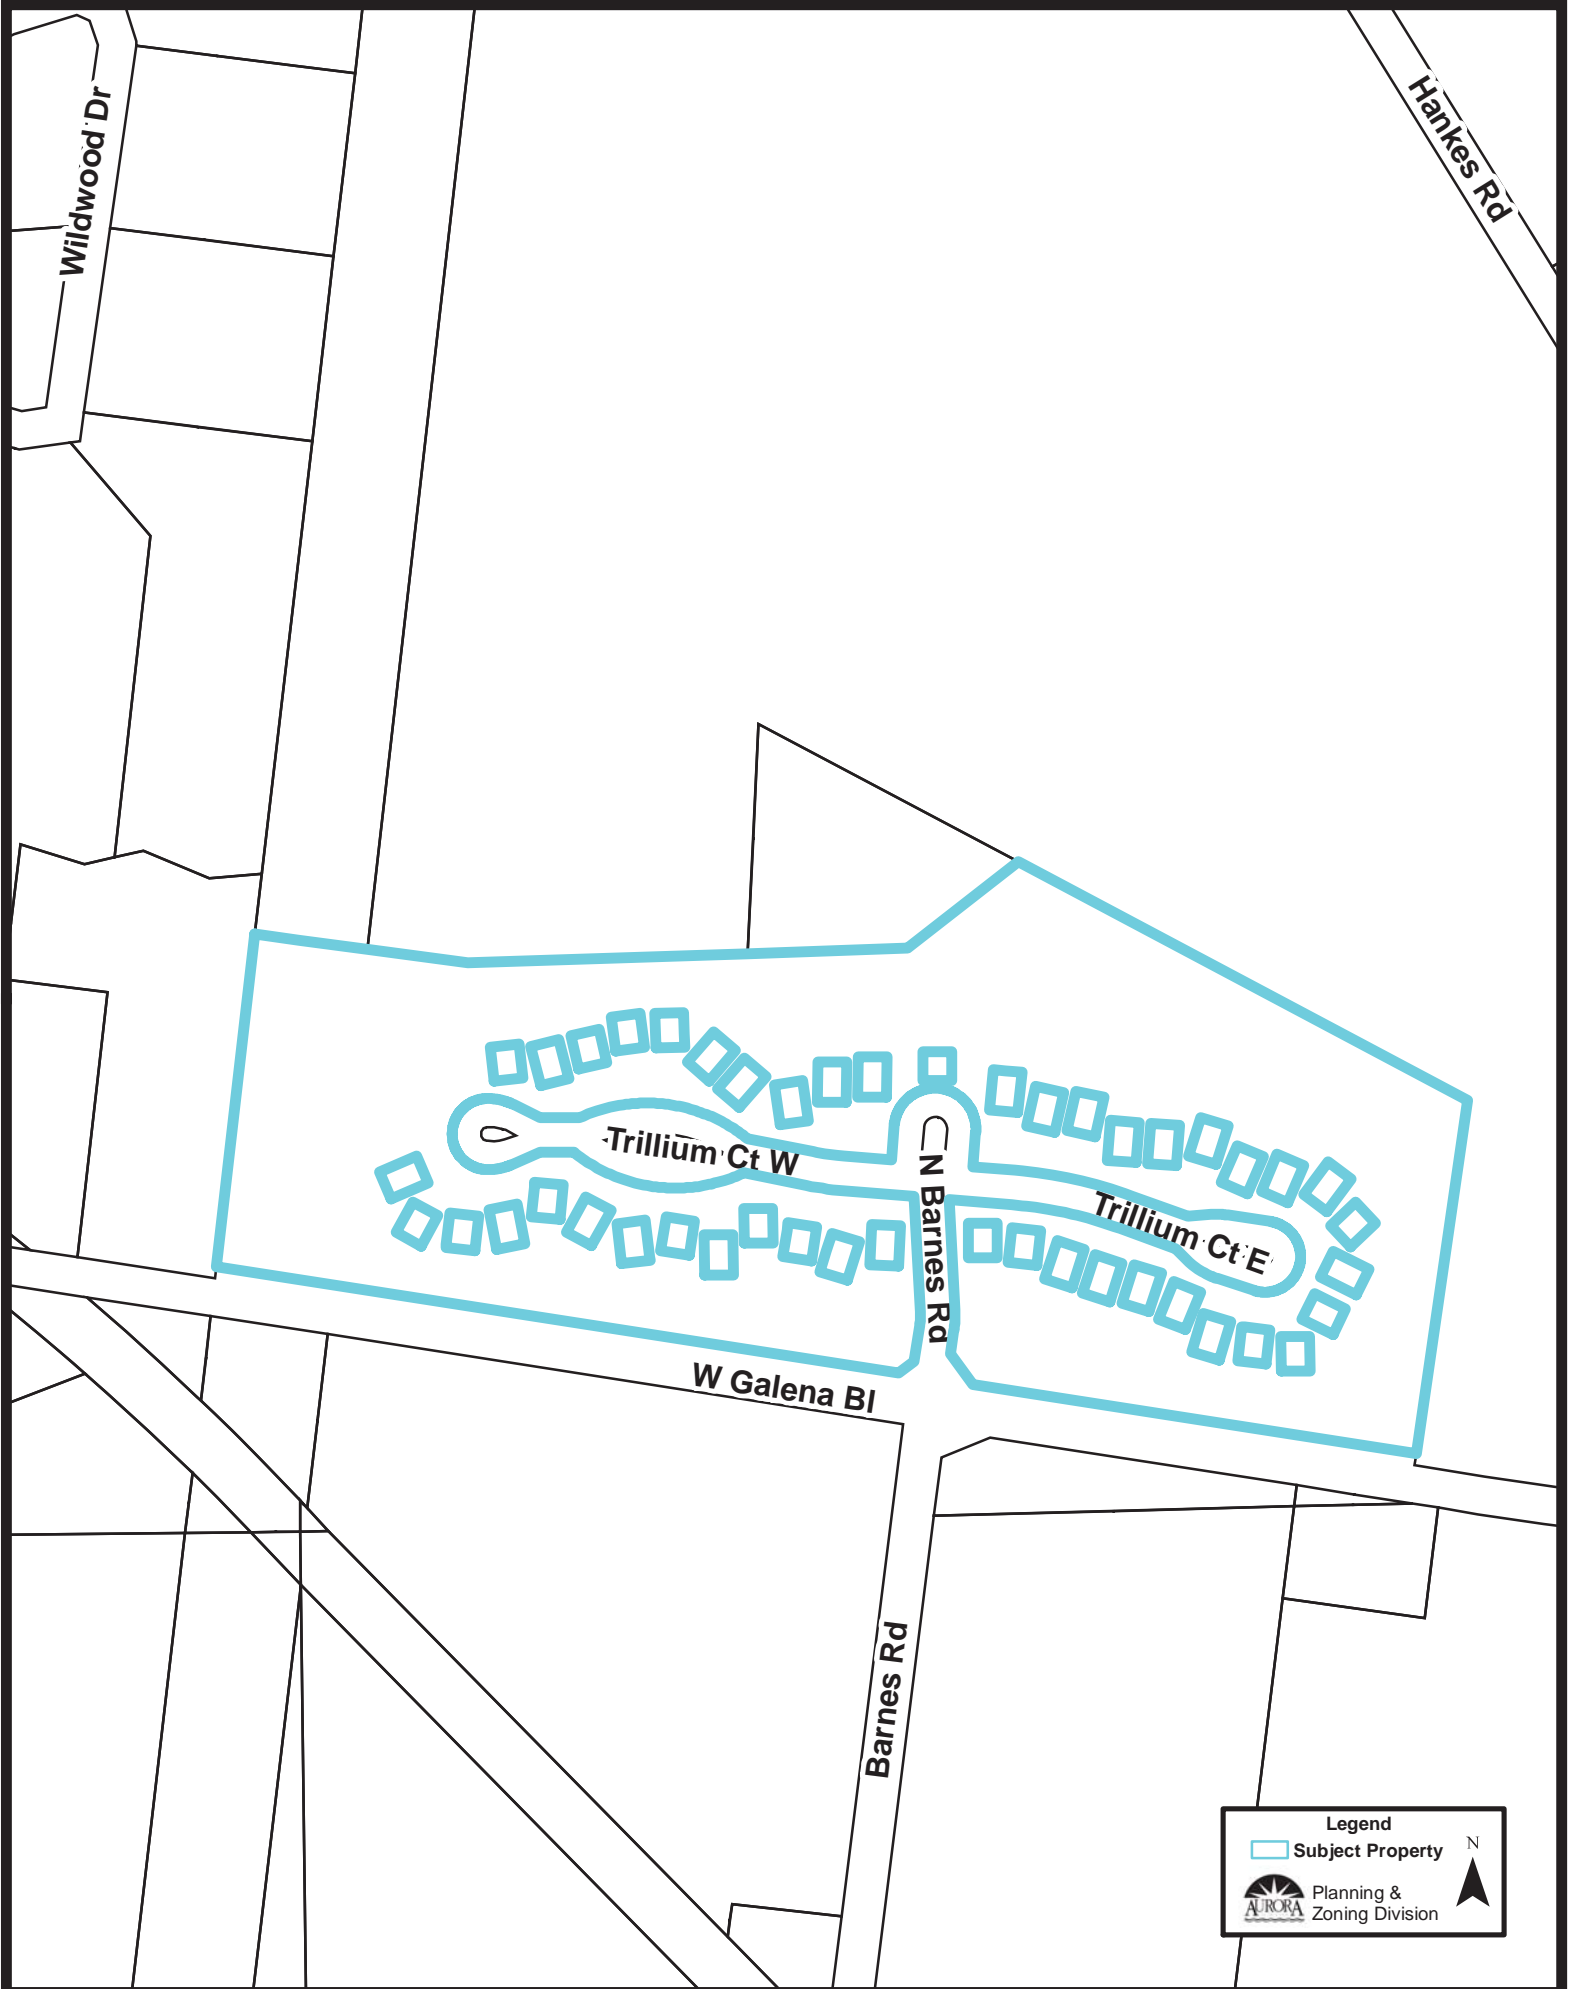 Wildwood Dr
Hankes Rd
Trillium Ct W
N Barnes Rd
Trillium Ct E
W Galena Bl
Barnes Rd
Legend
Subject Property
N
AURORA
Planning &
Zoning Division